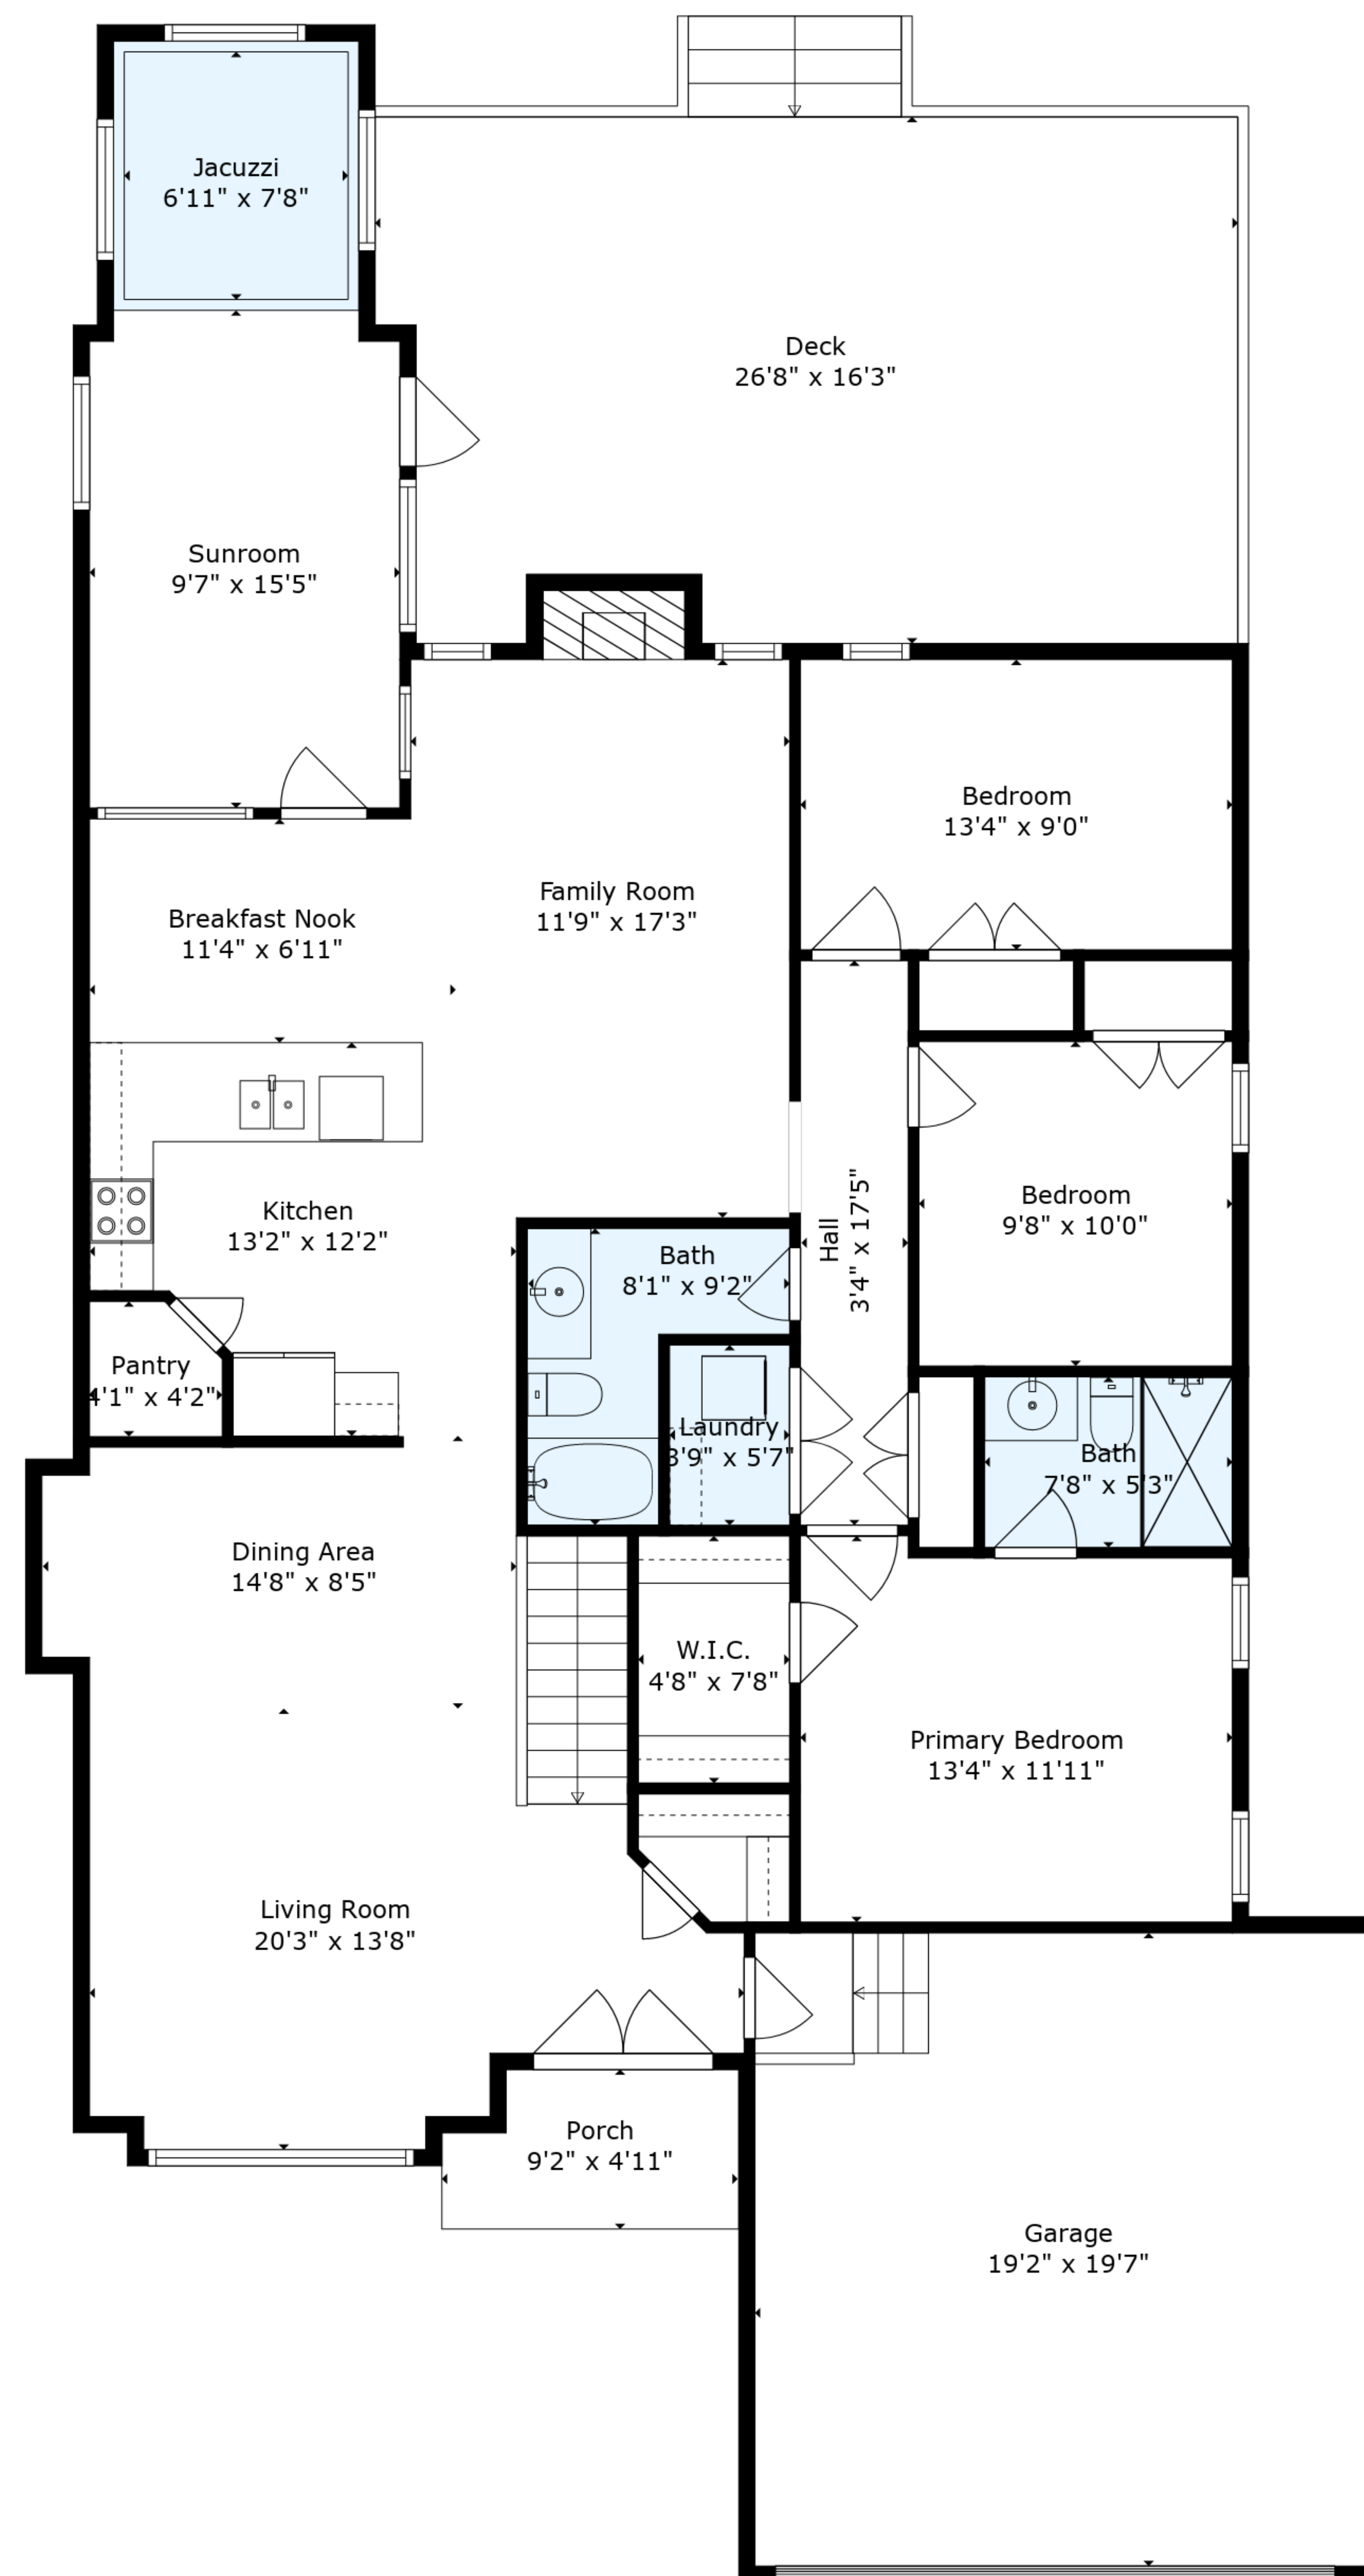 Jacuzzi
6'11" x 7'8"
Deck
26'8" x 16'3"
Sunroom
9'7" x 15'5"
Bedroom
13'4" x 9'0"
Family Room
11'9" x 17'3"
Breakfast Nook
11'4" x 6'11"
Kitchen
13'2" x 12'2"
Bath
8'1" x 9'2"
Hall
3'4" x 17'5"
Bedroom
9'8" x 10'0"
Pantry
4'1" x 4'2"
Laundry
3'9" x 5'7"
Bath
7'8" x 5'3"
Dining Area
14'8" x 8'5"
W.I.C.
4'8" x 7'8"
Primary Bedroom
13'4" x 11'11"
Living Room
20'3" x 13'8"
Porch
9'2" x 4'11"
Garage
19'2" x 19'7"